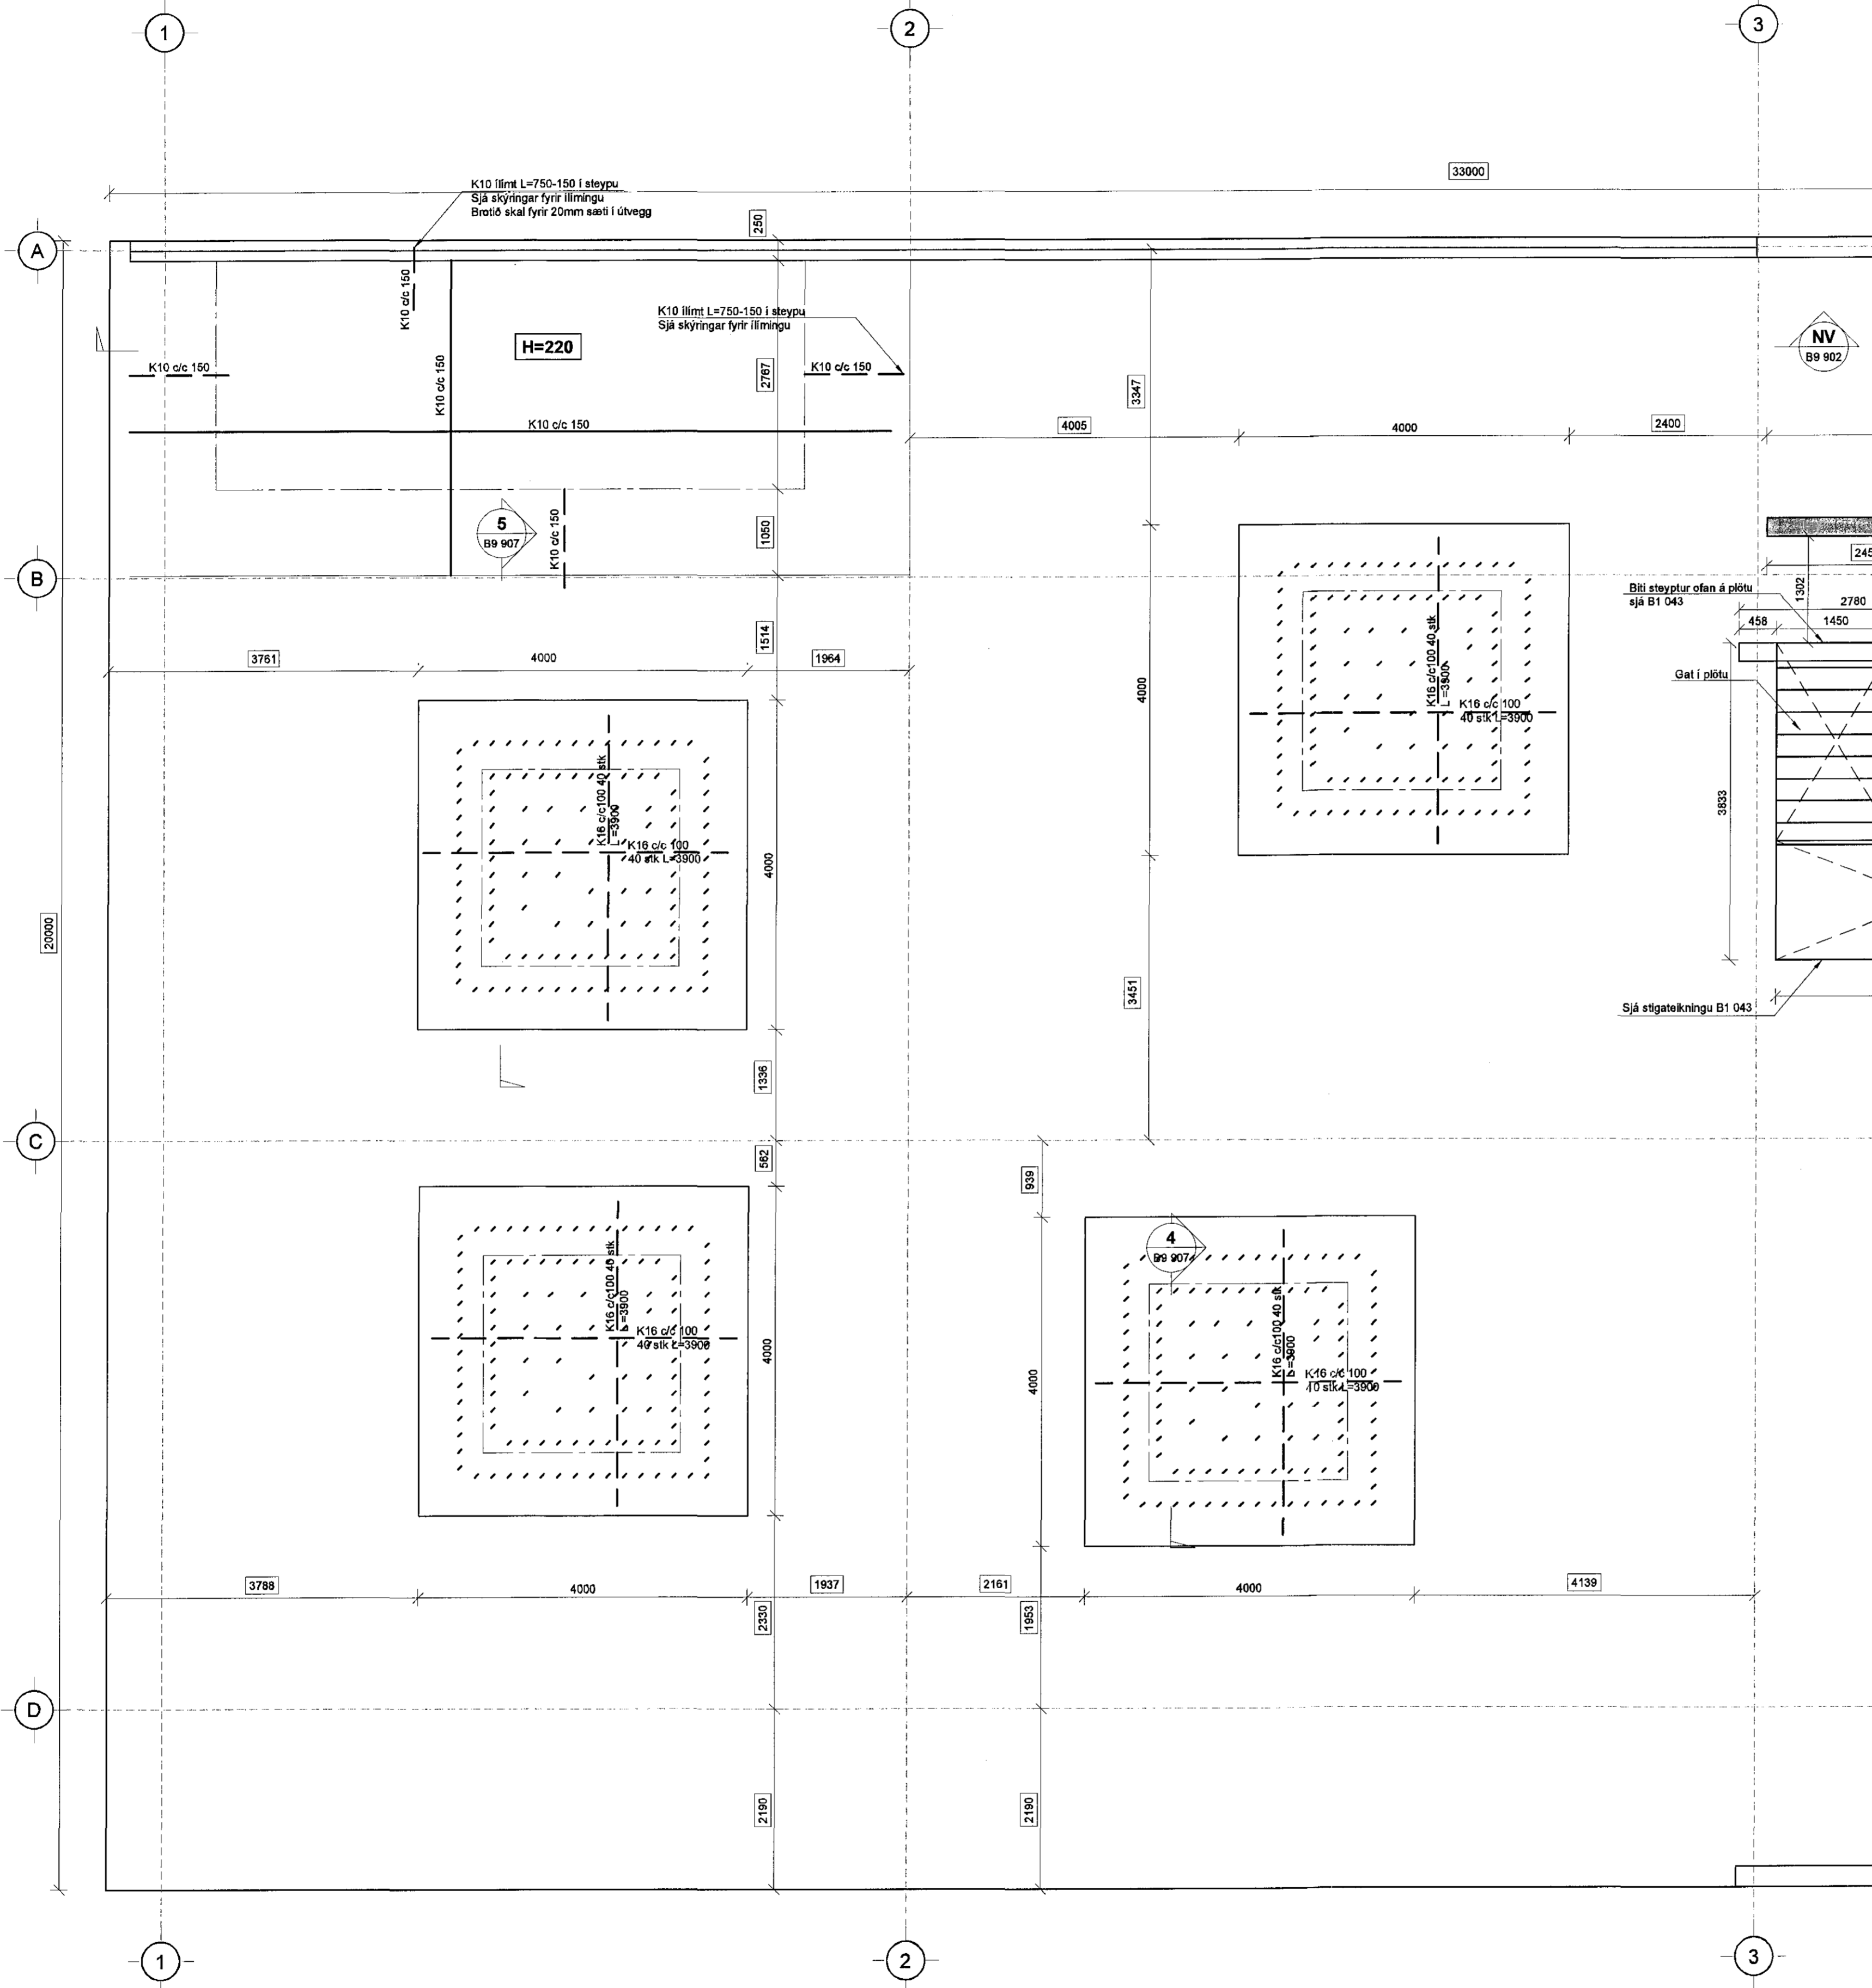 1
2
3
33000
K10 ílímt L=750-150 í steypu
Sjá skýringar fyrir ílímingu
Brotið skal fyrir 20mm sæti í útvegg
250
A
K10 c/c 150
K10 ílímt L=750-150 í steypu
Sjá skýringar fyrir ílímingu
H=220
NV
B9 902
K10 c/c 150
K10 c/c 150
2767
K10 c/c 150
3347
K10 c/c 150
4005
4000
2400
5
B9 907
K10 c/c 150
1050
B
1302
Biti steyptur ofan á plötu
sjá B1 043
2780
458
1450
1514
3761
4000
1964
Gat í plötu
4000
K16 c/c100 40 stk
L=3900
K16 c/c 100
40 stk L=3900
K16 c/c100 40 stk
L=3900
K16 c/c 100
40 stk L=3900
4000
3833
20000
3451
Sjá stigateikningu B1 043
1336
C
562
939
4
B9 907
K16 c/c100 40 stk
L=3900
K16 c/c 100
40 stk L=3900
4000
K16 c/c100 40 stk
L=3900
K16 c/c 100
40 stk L=3900
4000
3788
4000
1937
2161
4000
4139
2330
1953
D
2190
2190
1
2
3